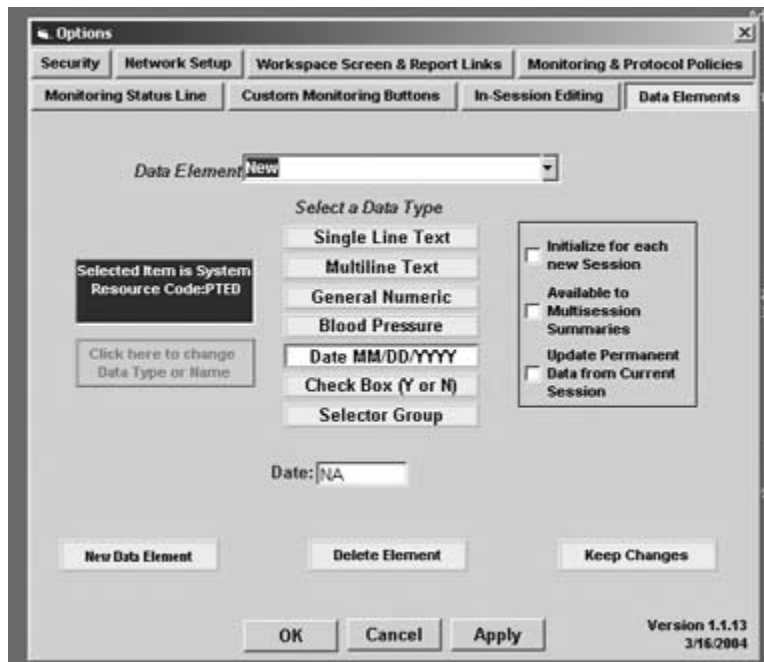 Options
Security
Network Setup
Workspace Screen & Report Links
Monitoring & Protocol Policies
Monitoring Status Line
Custom Monitoring Buttons
In-Session Editing
Data Elements
Data Element
New
Select a Data Type
Single Line Text
Multiline Text
General Numeric
Blood Pressure
Date MM/DD/YYYY
Check Box (Y or N)
Selector Group
Selected Item is System
Resource Code:PTED
Click here to change
Data Type or Name
Initialize for each
new Session
Available to
Multisession
Summaries
Update Permanent
Data from Current
Session
Date:
NA
New Data Element
Delete Element
Keep Changes
OK
Cancel
Apply
Version 1.1.13
3/16/2004